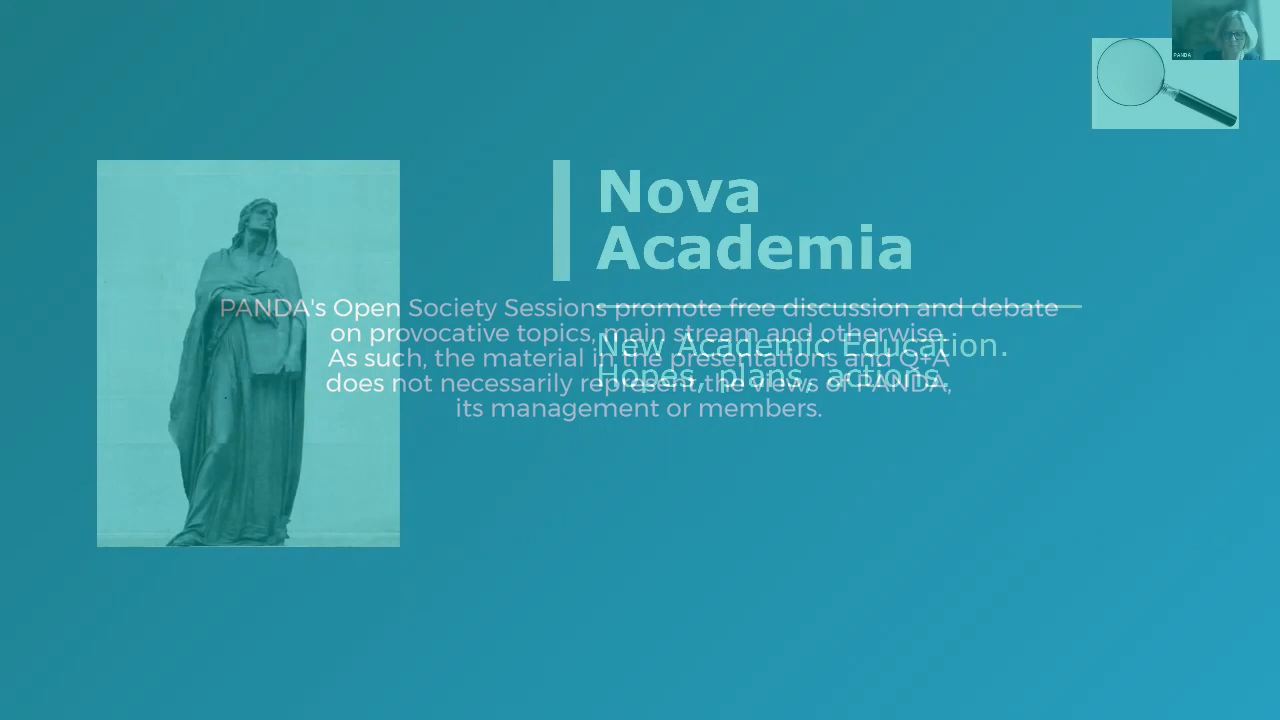 PANDA
Nova
Academia
PANDA's Open Society Sessions promote free discussion and debate
on provocative topics, main stream and otherwise.
As such, the material in the presentations and Q+A
does not necessarily represent the views of PANDA,
its management or members.
New Academic Education.
Hopes, plans, actions.